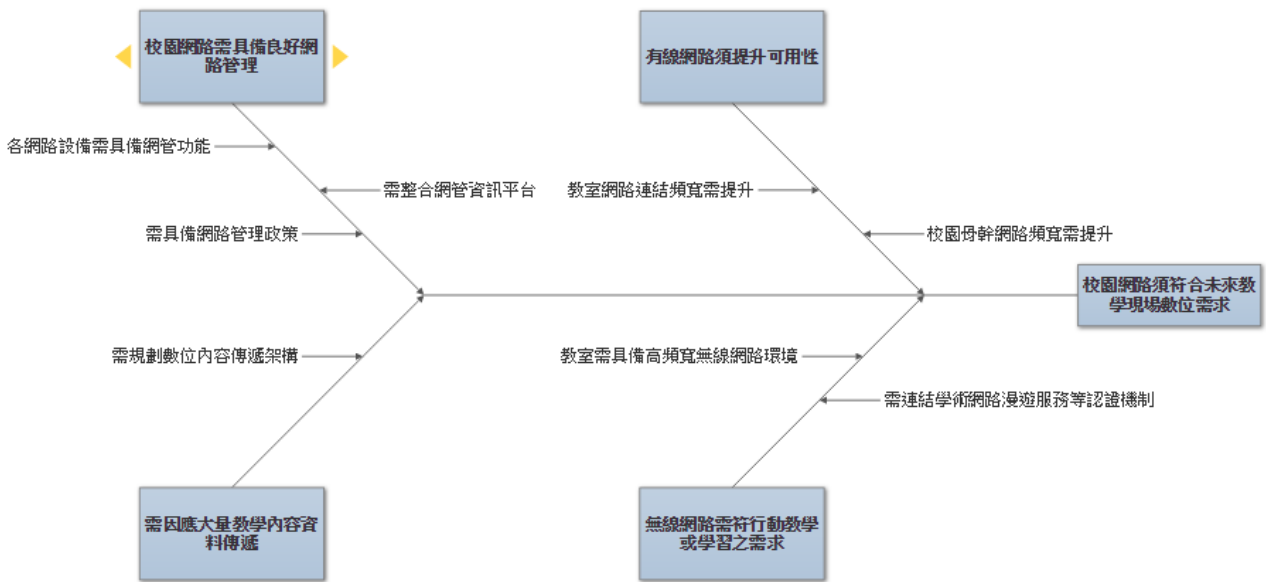 校園網路需具備良好網
路管理
有線網路須提升可用性
各網路設備需具備網管功能
需整合網管資訊平台
教室網路連結頻寬需提升
需具備網路管理政策
校園骨幹網路頻寬需提升
校園網路須符合未來教
學現場數位需求
需規劃數位內容傳遞架構
教室需具備高頻寬無線網路環境
需連結學術網路漫遊服務等認證機制
需因應大量教學內容資
料傳遞
無線網路需符行動教學
或學習之需求